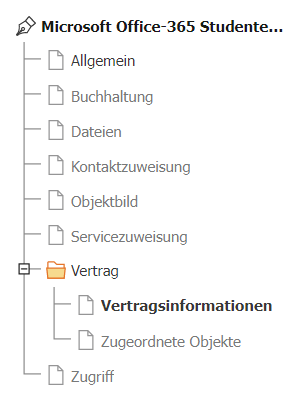 Microsoft Office-365 Studente...
Allgemein
Buchhaltung
Dateien
Kontaktzuweisung
Objektbild
Servicezuweisung
Vertrag
Vertragsinformationen
Zugeordnete Objekte
Zugriff